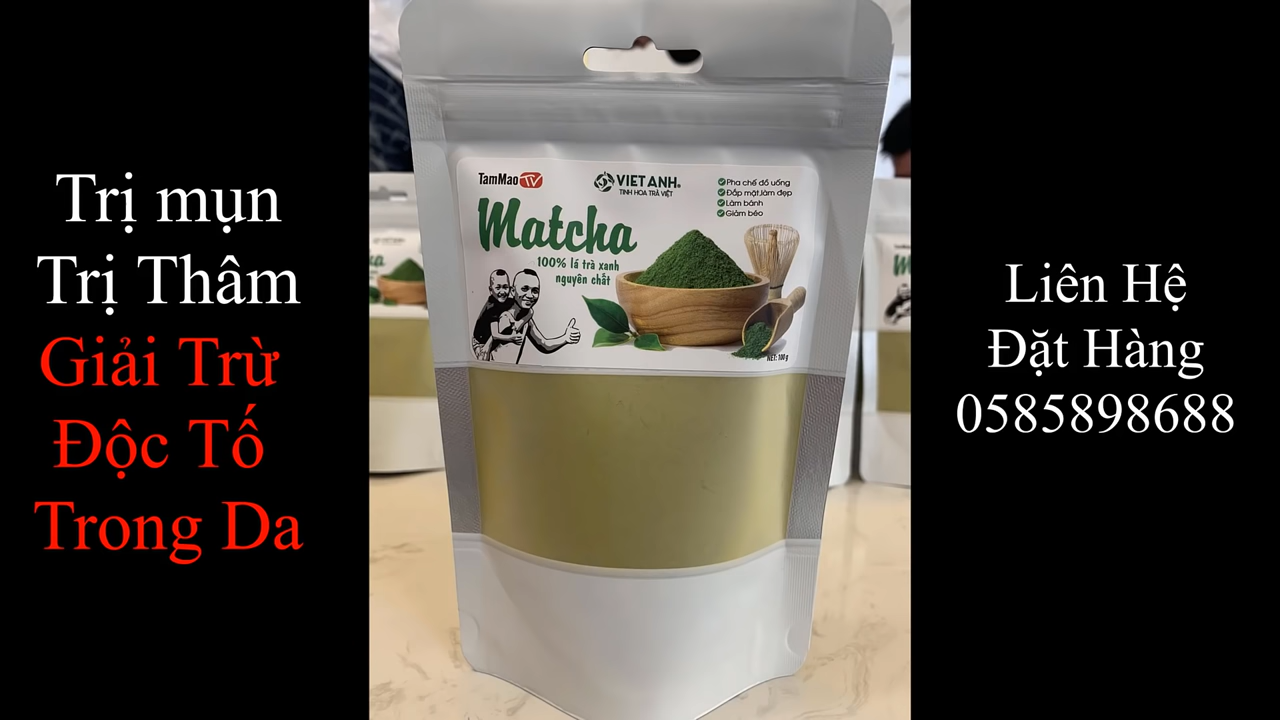 Trị mụn
Trị Thâm
Giải Trừ
Độc Tố
Trong Da
TamMao TV
VIET ANH®
TINH HOA TRÀ VIỆT
Pha chế đồ uống
Đắp mặt,làm đẹp
Làm bánh
Giảm béo
Matcha
100% lá trà xanh
nguyên chất
NET: 100g
Liên Hệ
Đặt Hàng
0585898688